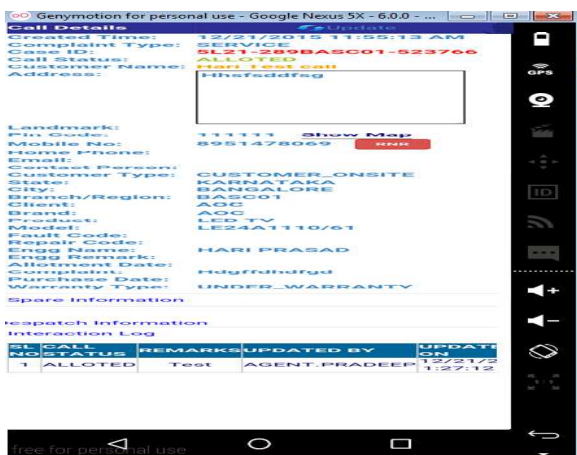 Genymotion for personal use - Google Nexus 5X - 6.0.0 - ...
Call Details Update
Created Time: 12/21/2015 11:55:13 AM
Complaint Type: SERVICE
Case ID: SL21-289BASC01-523766
Call Status: ALLOTED
Customer Name: Hari Test call
Address: Hhsfsddfsg
Landmark:
Pin Code: 111111 Show Map
Mobile No: 8951478069 RNR
Home Phone:
Email:
Contact Person:
Customer Type: CUSTOMER_ONSITE
State: KARNATAKA
City: BANGALORE
Branch/Region: BASC01
Client: AOC
Brand: AOC
Product: LED TV
Model: LE24A1110/61
Fault Code:
Repair Code:
Engg Name: HARI PRASAD
Engg Remark:
Allotment Date:
Complaint: Hdgffdhdfgd
Purchase Date:
Warranty Type: UNDER_WARRANTY
Spare Information
espatch Information
Interaction Log
SL NO CALL STATUS REMARKS UPDATED BY UPDATE ON
1 ALLOTED Test AGENT.PRADEEP 12/21/2
1:27:12
free for personal use
GPS
ID